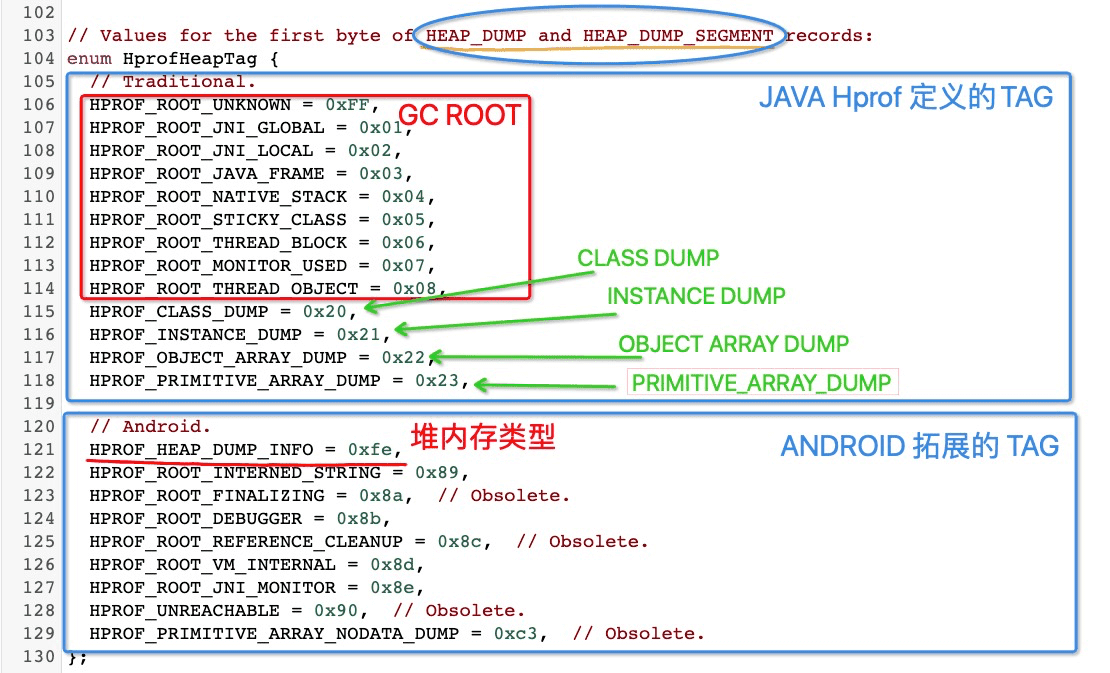 102
103 // Values for the first byte of HEAP_DUMP and HEAP_DUMP_SEGMENT records:
104 enum HprofHeapTag {
105 // Traditional.
JAVA Hprof 定义的 TAG
106 HPROF_ROOT_UNKNOWN = 0xFF,
GC ROOT
107 HPROF_ROOT_JNI_GLOBAL = 0x01,
108 HPROF_ROOT_JNI_LOCAL = 0x02,
109 HPROF_ROOT_JAVA_FRAME = 0x03,
110 HPROF_ROOT_NATIVE_STACK = 0x04,
111 HPROF_ROOT_STICKY_CLASS = 0x05,
112 HPROF_ROOT_THREAD_BLOCK = 0x06,
113 HPROF_ROOT_MONITOR_USED = 0x07,
CLASS DUMP
114 HPROF_ROOT_THREAD_OBJECT = 0x08,
INSTANCE DUMP
115 HPROF_CLASS_DUMP = 0x20,
116 HPROF_INSTANCE_DUMP = 0x21,
OBJECT ARRAY DUMP
117 HPROF_OBJECT_ARRAY_DUMP = 0x22,
118 HPROF_PRIMITIVE_ARRAY_DUMP = 0x23,
PRIMITIVE_ARRAY_DUMP
119
120 // Android.
堆内存类型
ANDROID 拓展的 TAG
121 HPROF_HEAP_DUMP_INFO = 0xfe,
122 HPROF_ROOT_INTERNED_STRING = 0x89,
123 HPROF_ROOT_FINALIZING = 0x8a, // Obsolete.
124 HPROF_ROOT_DEBUGGER = 0x8b,
125 HPROF_ROOT_REFERENCE_CLEANUP = 0x8c, // Obsolete.
126 HPROF_ROOT_VM_INTERNAL = 0x8d,
127 HPROF_ROOT_JNI_MONITOR = 0x8e,
128 HPROF_UNREACHABLE = 0x90, // Obsolete.
129 HPROF_PRIMITIVE_ARRAY_NODATA_DUMP = 0xc3, // Obsolete.
130 };